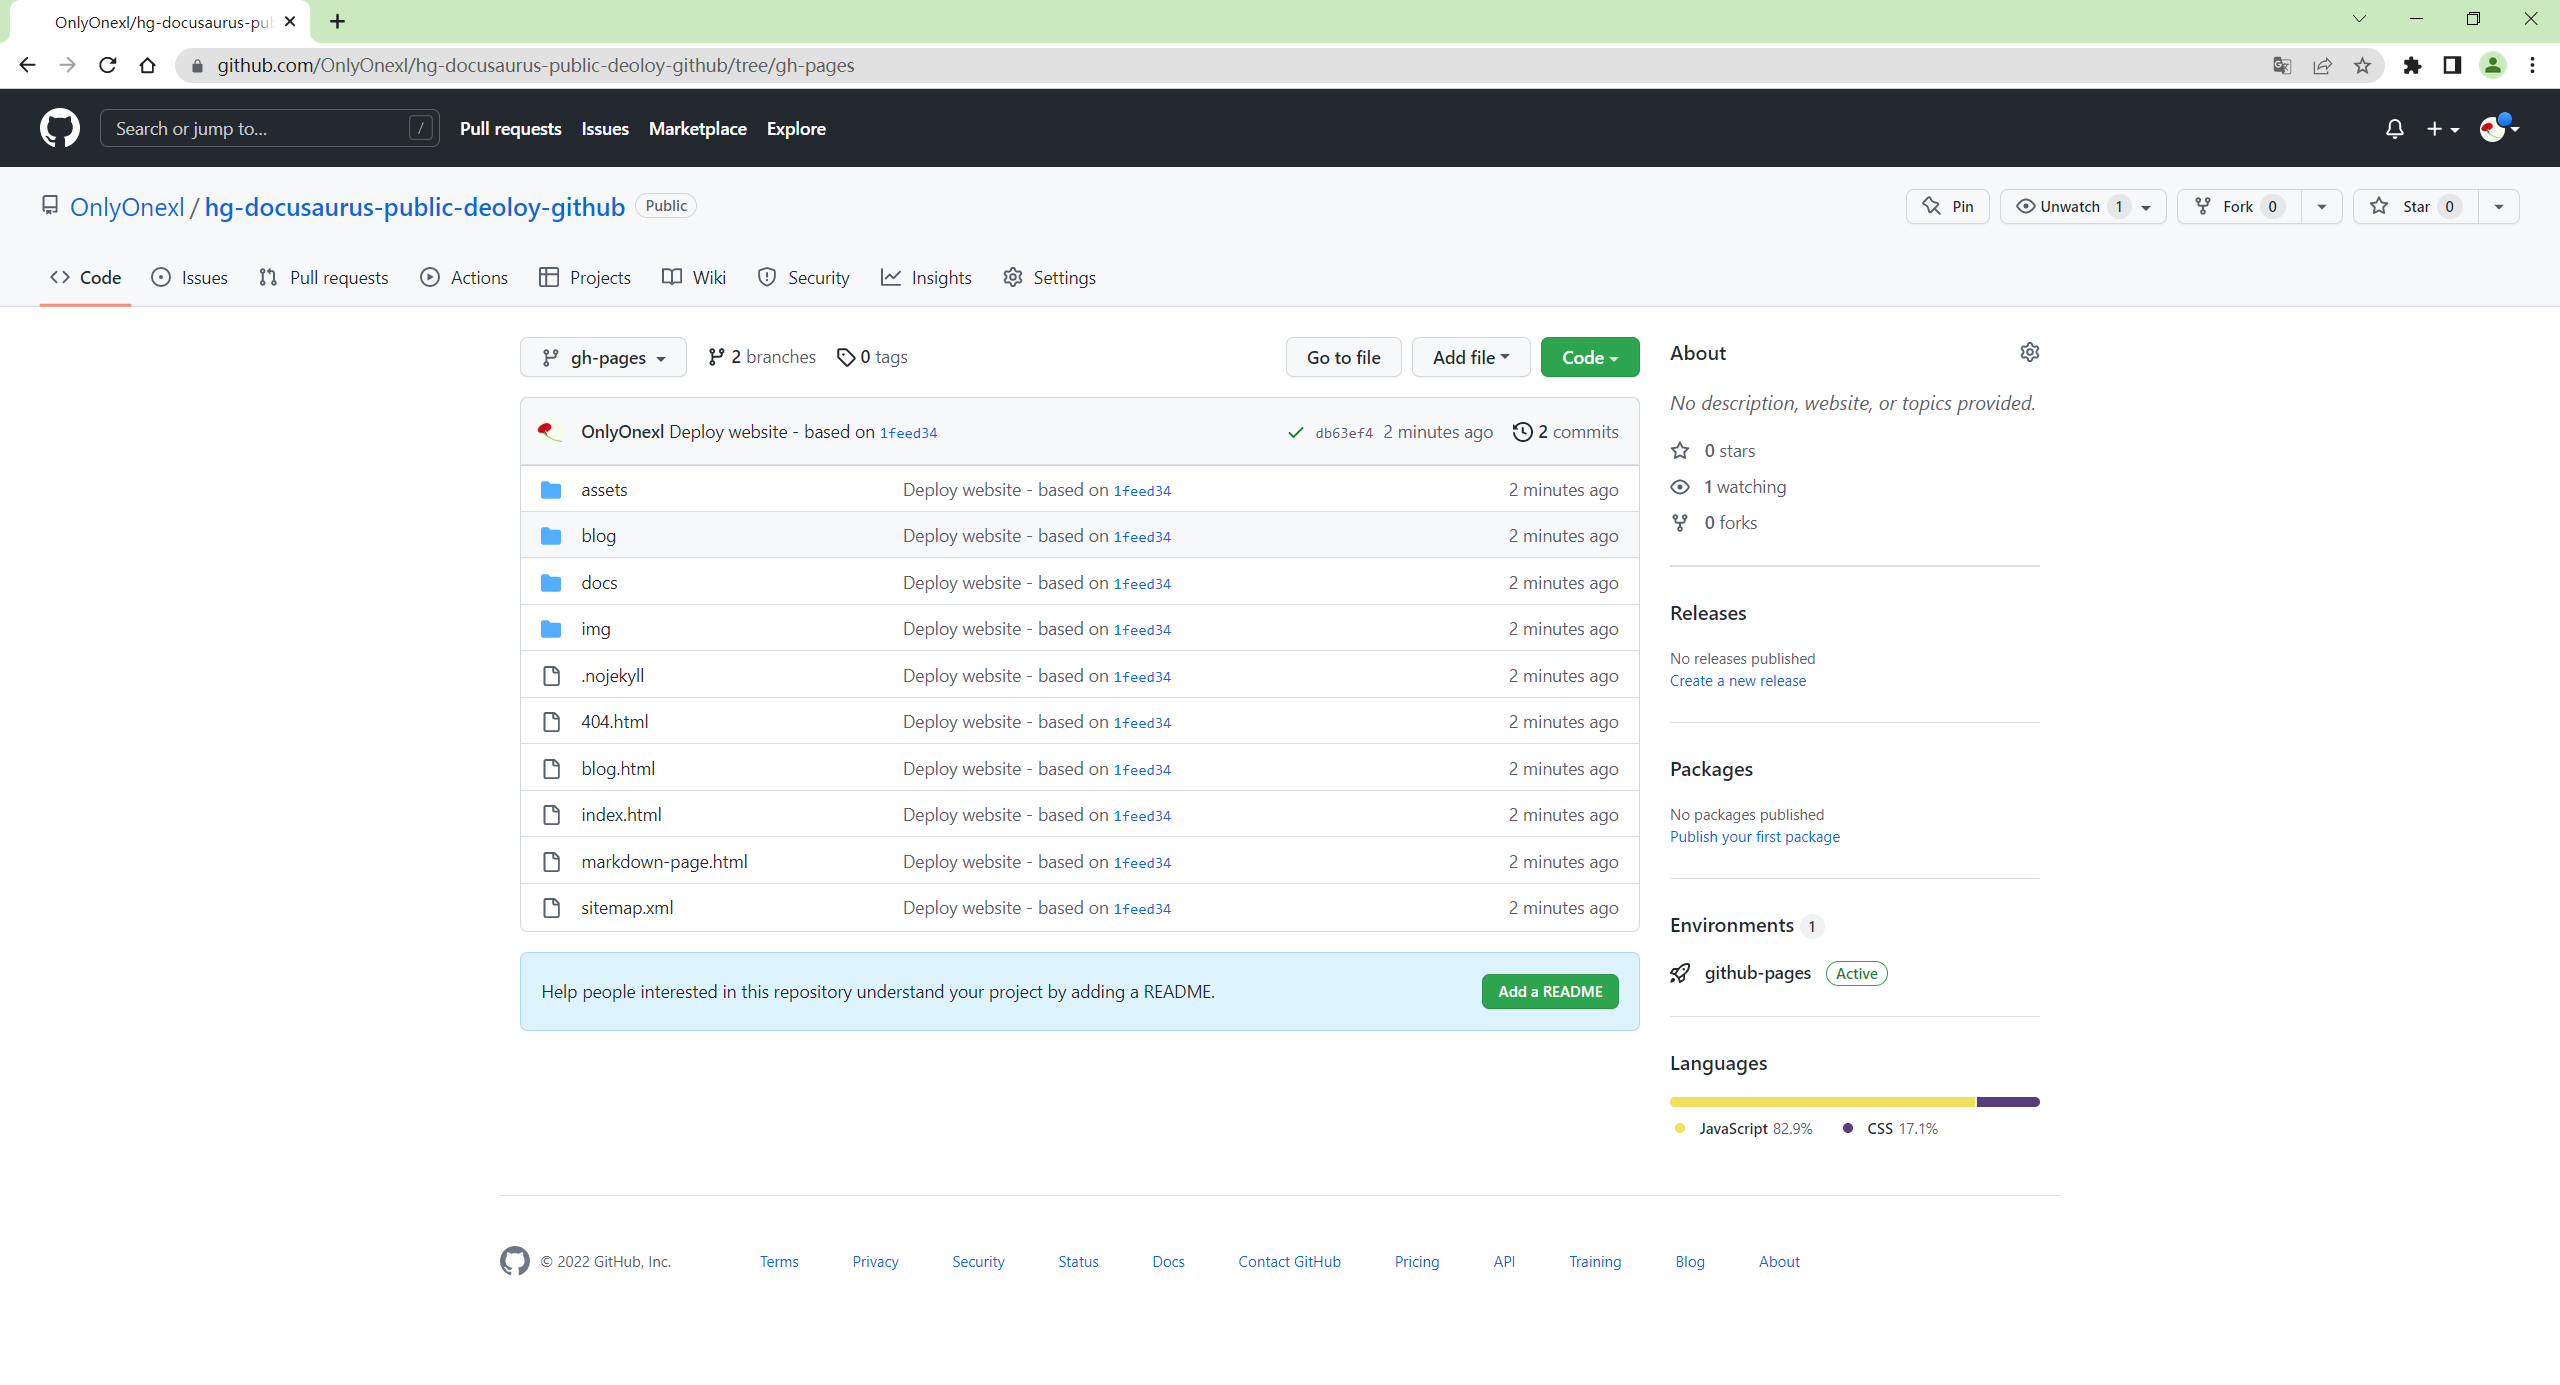 OnlyOnexl/hg-docusaurus-pub
github.com/OnlyOnexl/hg-docusaurus-public-deoloy-github/tree/gh-pages
Search or jump to... /
Pull requests Issues Marketplace Explore
OnlyOnexl / hg-docusaurus-public-deoloy-github Public
Pin Unwatch 1 Fork 0 Star 0
Code Issues Pull requests Actions Projects Wiki Security Insights Settings
gh-pages 2 branches 0 tags Go to file Add file Code
OnlyOnexl Deploy website - based on 1feed34 db63ef4 2 minutes ago 2 commits
assets Deploy website - based on 1feed34 2 minutes ago
blog Deploy website - based on 1feed34 2 minutes ago
docs Deploy website - based on 1feed34 2 minutes ago
img Deploy website - based on 1feed34 2 minutes ago
.nojekyll Deploy website - based on 1feed34 2 minutes ago
404.html Deploy website - based on 1feed34 2 minutes ago
blog.html Deploy website - based on 1feed34 2 minutes ago
index.html Deploy website - based on 1feed34 2 minutes ago
markdown-page.html Deploy website - based on 1feed34 2 minutes ago
sitemap.xml Deploy website - based on 1feed34 2 minutes ago
Help people interested in this repository understand your project by adding a README. Add a README
About
No description, website, or topics provided.
0 stars
1 watching
0 forks
Releases
No releases published
Create a new release
Packages
No packages published
Publish your first package
Environments 1
github-pages Active
Languages
JavaScript 82.9% CSS 17.1%
© 2022 GitHub, Inc. Terms Privacy Security Status Docs Contact GitHub Pricing API Training Blog About